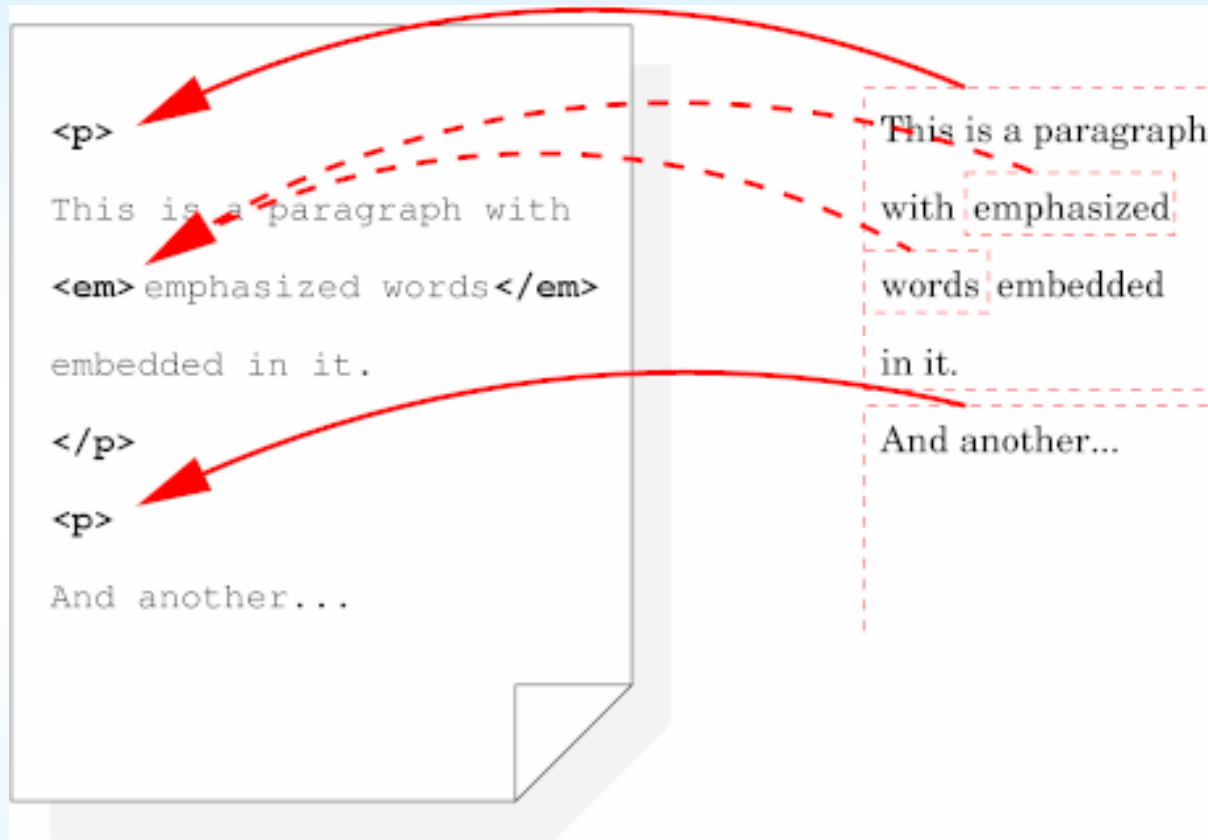 <p>
This is a paragraph with
<em>emphasized words</em>
embedded in it.
</p>
<p>
And another...
This is a paragraph
with emphasized
words embedded
in it.
And another...